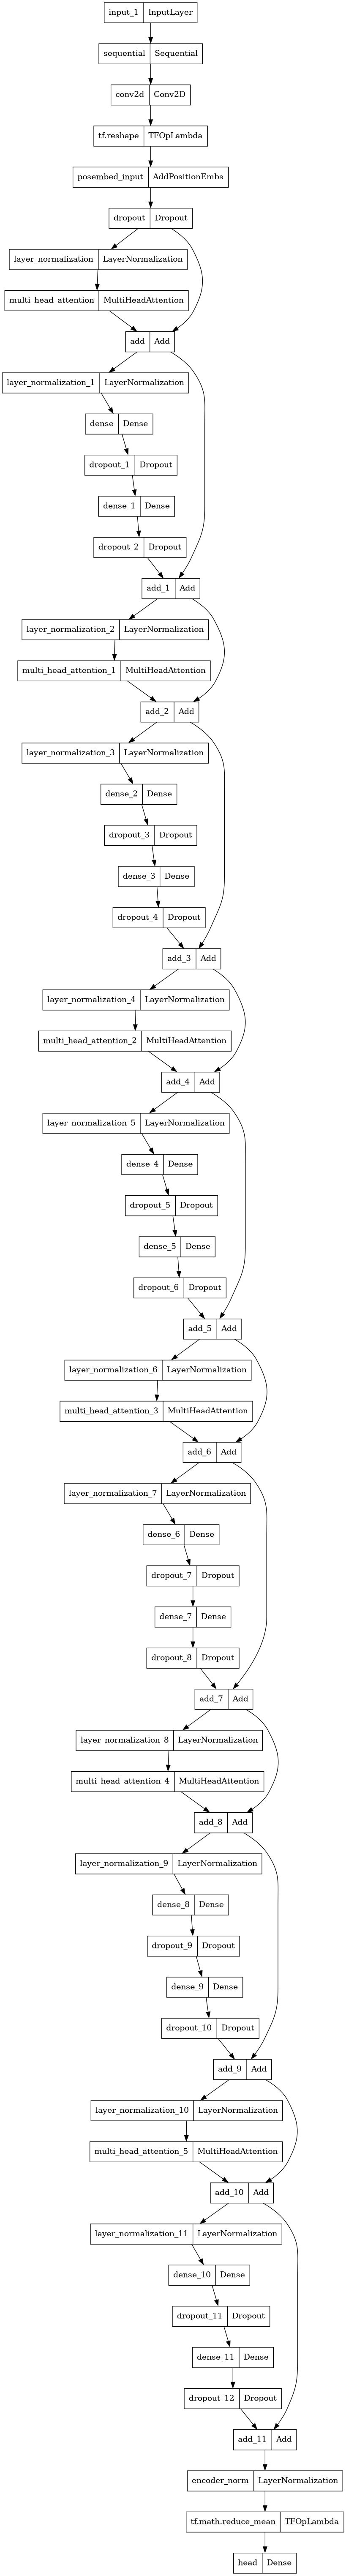 input_1 InputLayer
sequential Sequential
conv2d Conv2D
tf.reshape TFOpLambda
posembed_input AddPositionEmbs
dropout Dropout
layer_normalization LayerNormalization
multi_head_attention MultiHeadAttention
add Add
layer_normalization_1 LayerNormalization
dense Dense
dropout_1 Dropout
dense_1 Dense
dropout_2 Dropout
add_1 Add
layer_normalization_2 LayerNormalization
multi_head_attention_1 MultiHeadAttention
add_2 Add
layer_normalization_3 LayerNormalization
dense_2 Dense
dropout_3 Dropout
dense_3 Dense
dropout_4 Dropout
add_3 Add
layer_normalization_4 LayerNormalization
multi_head_attention_2 MultiHeadAttention
add_4 Add
layer_normalization_5 LayerNormalization
dense_4 Dense
dropout_5 Dropout
dense_5 Dense
dropout_6 Dropout
add_5 Add
layer_normalization_6 LayerNormalization
multi_head_attention_3 MultiHeadAttention
add_6 Add
layer_normalization_7 LayerNormalization
dense_6 Dense
dropout_7 Dropout
dense_7 Dense
dropout_8 Dropout
add_7 Add
layer_normalization_8 LayerNormalization
multi_head_attention_4 MultiHeadAttention
add_8 Add
layer_normalization_9 LayerNormalization
dense_8 Dense
dropout_9 Dropout
dense_9 Dense
dropout_10 Dropout
add_9 Add
layer_normalization_10 LayerNormalization
multi_head_attention_5 MultiHeadAttention
add_10 Add
layer_normalization_11 LayerNormalization
dense_10 Dense
dropout_11 Dropout
dense_11 Dense
dropout_12 Dropout
add_11 Add
encoder_norm LayerNormalization
tf.math.reduce_mean TFOpLambda
head Dense